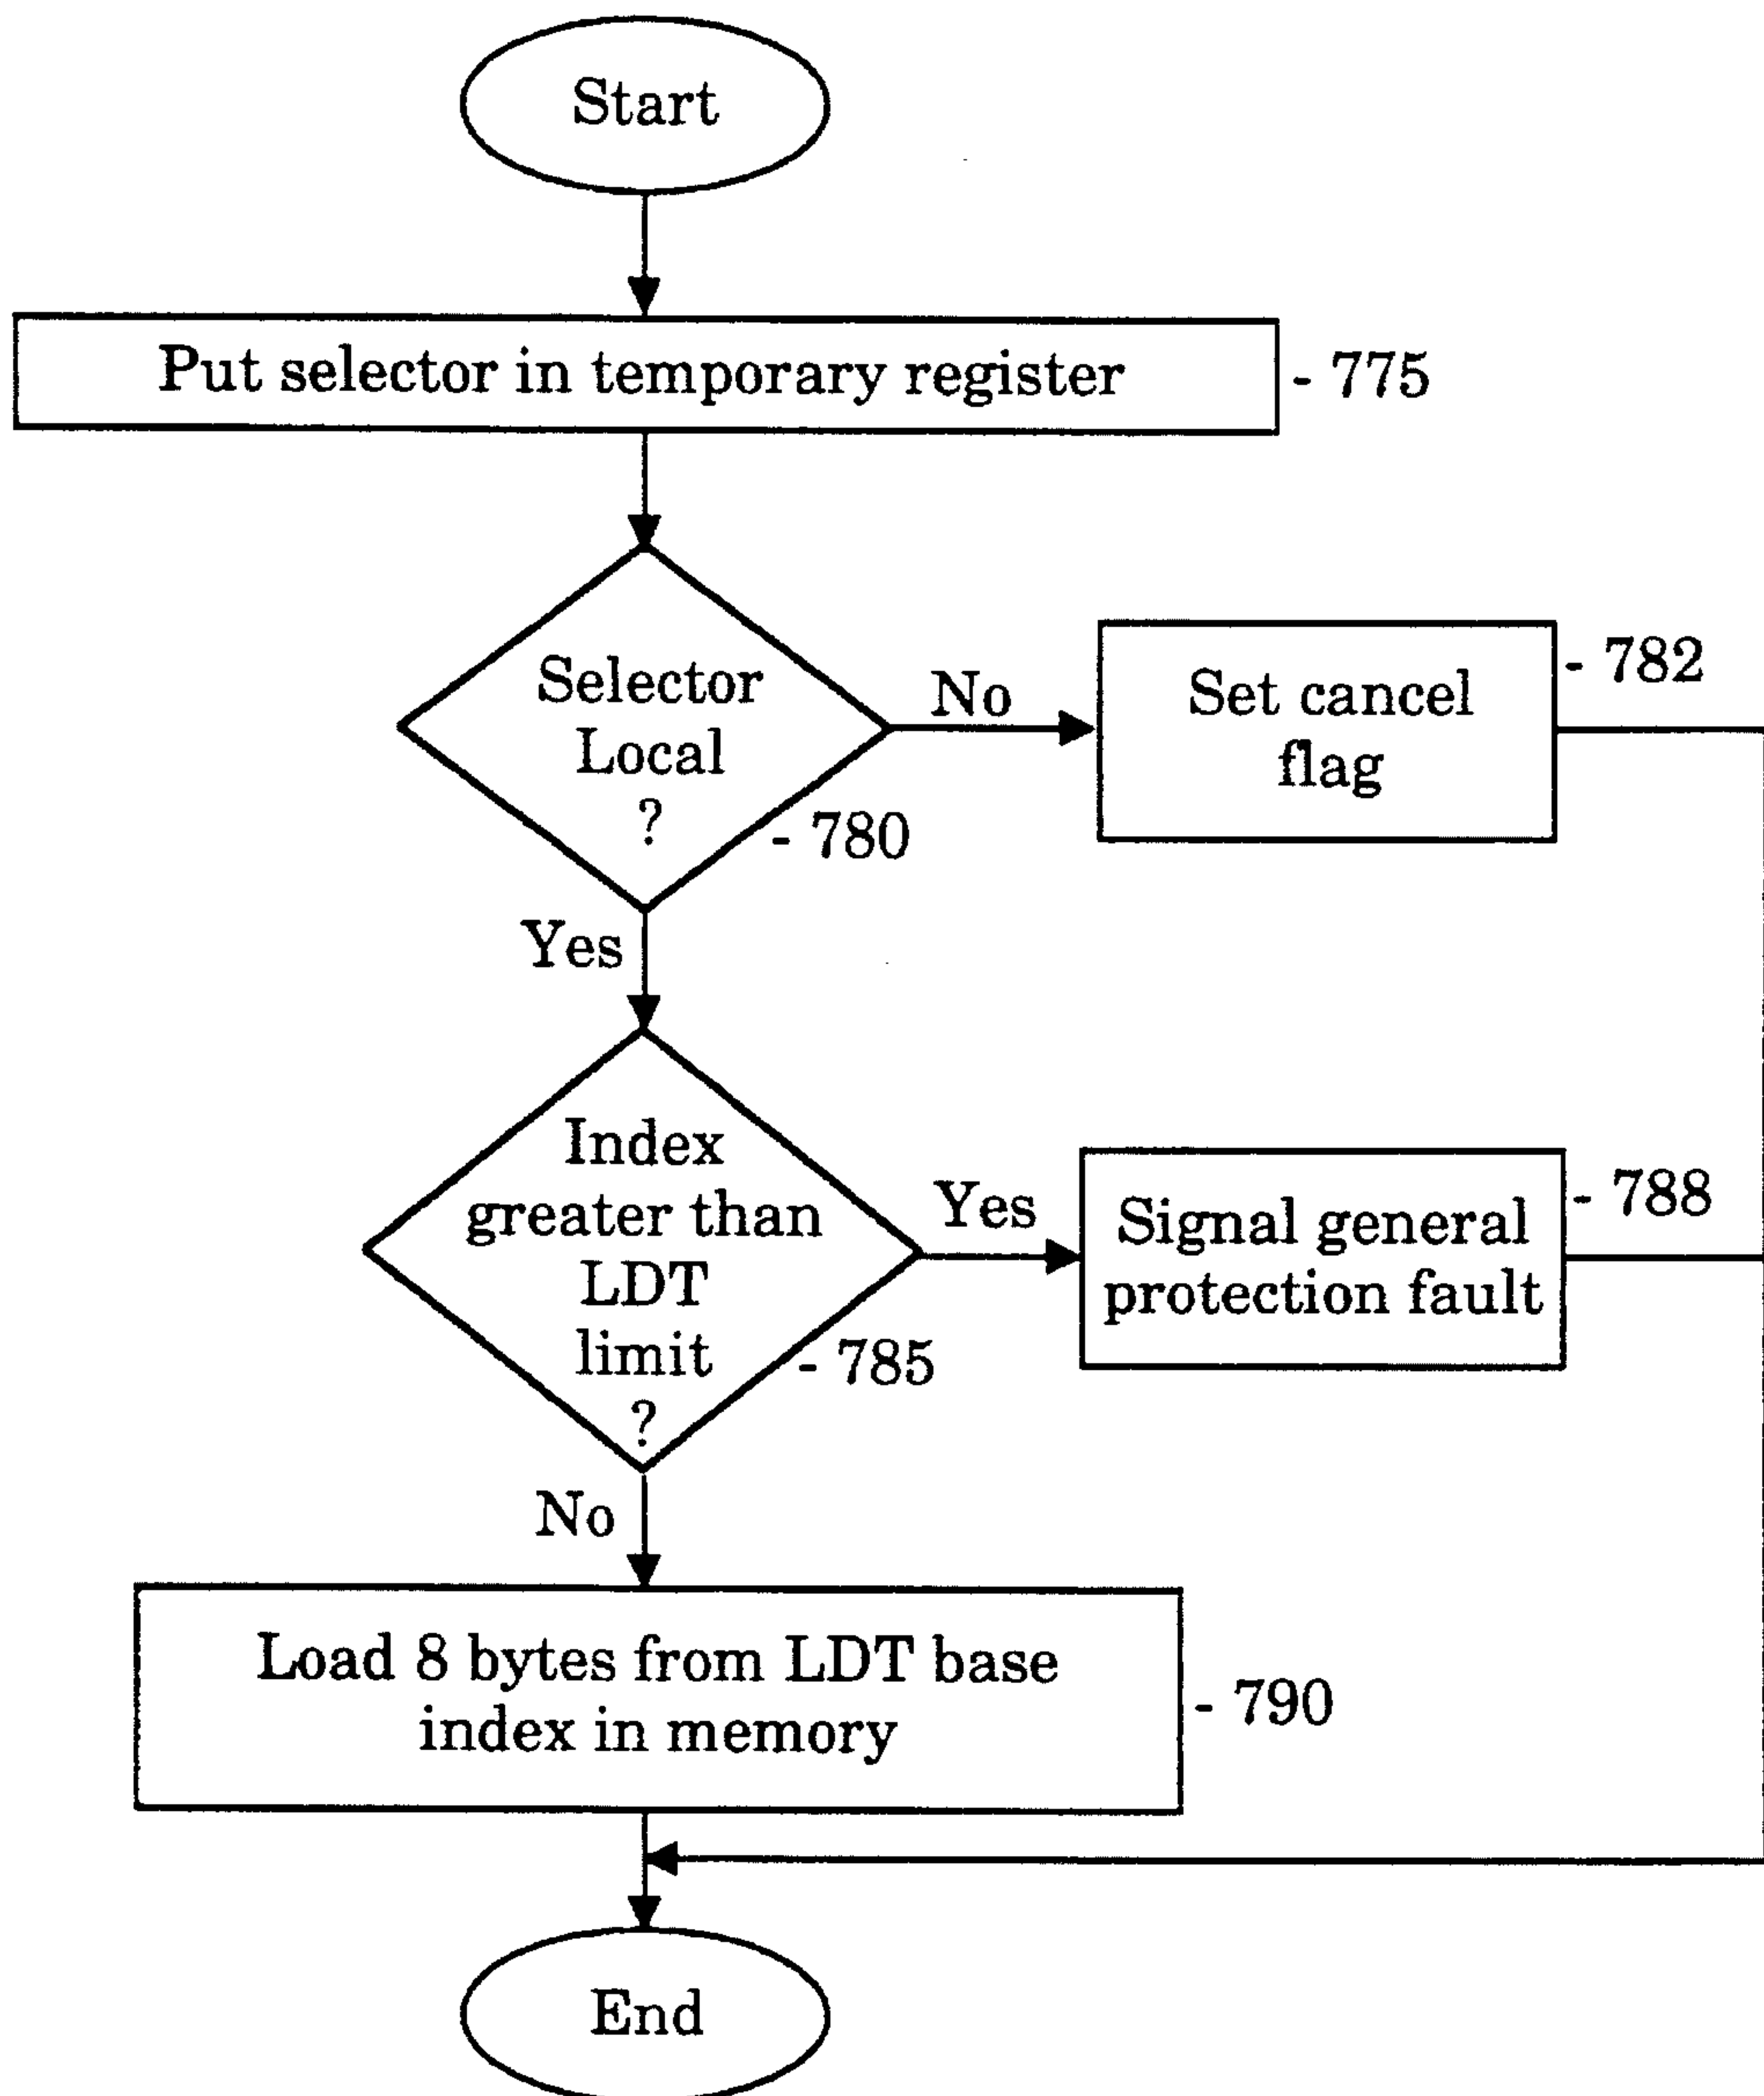 Start
Put selector in temporary register
- 775
Selector
Local
?
- 780
No
Set cancel
flag
- 782
Yes
Index
greater than
LDT
limit
?
- 785
Yes
Signal general
protection fault
- 788
No
Load 8 bytes from LDT base
index in memory
- 790
End